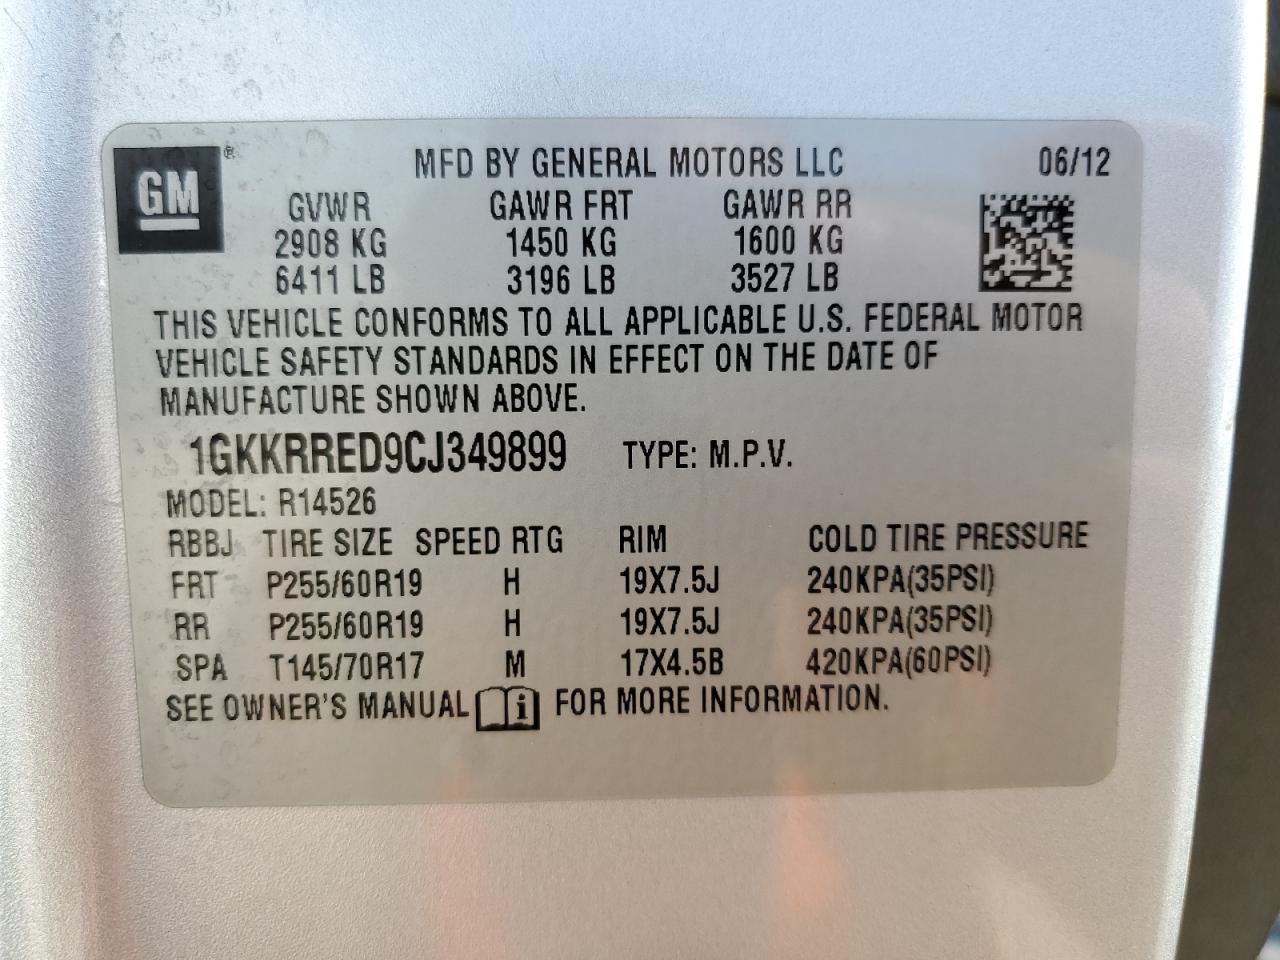 GM ® MFD BY GENERAL MOTORS LLC 06/12
GVWR GAWR FRT GAWR RR
2908 KG 1450 KG 1600 KG
6411 LB 3196 LB 3527 LB
THIS VEHICLE CONFORMS TO ALL APPLICABLE U.S. FEDERAL MOTOR
VEHICLE SAFETY STANDARDS IN EFFECT ON THE DATE OF
MANUFACTURE SHOWN ABOVE.
1GKKRRED9CJ349899 TYPE: M.P.V.
MODEL: R14526
RBBJ TIRE SIZE SPEED RTG RIM COLD TIRE PRESSURE
FRT P255/60R19 H 19X7.5J 240KPA(35PSI)
RR P255/60R19 H 19X7.5J 240KPA(35PSI)
SPA T145/70R17 M 17X4.5B 420KPA(60PSI)
SEE OWNER'S MANUAL i FOR MORE INFORMATION.